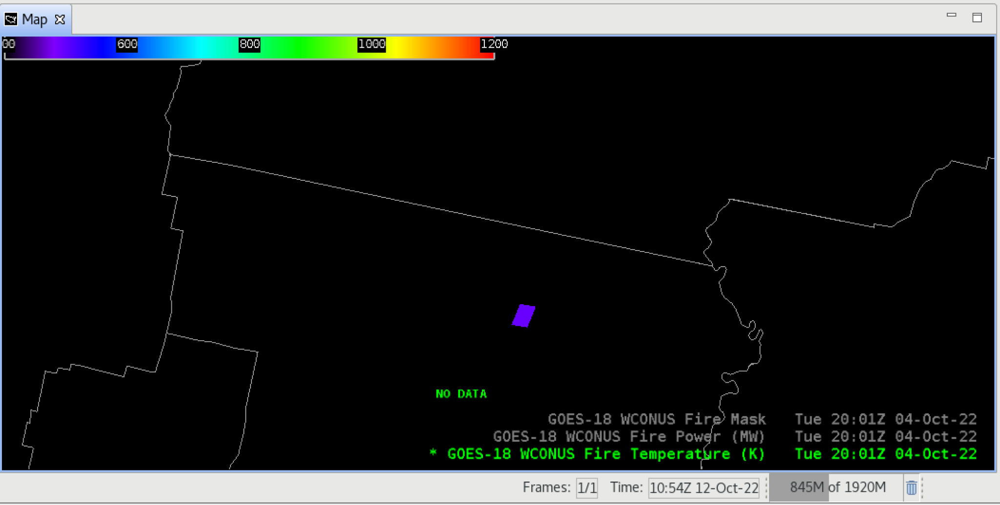 Map
00 600 800 1000 1200
NO DATA
GOES-18 WCONUS Fire Mask Tue 20:01Z 04-Oct-22
GOES-18 WCONUS Fire Power (MW) Tue 20:01Z 04-Oct-22
* GOES-18 WCONUS Fire Temperature (K) Tue 20:01Z 04-Oct-22
Frames: 1/1 Time: 10:54Z 12-Oct-22 845M of 1920M